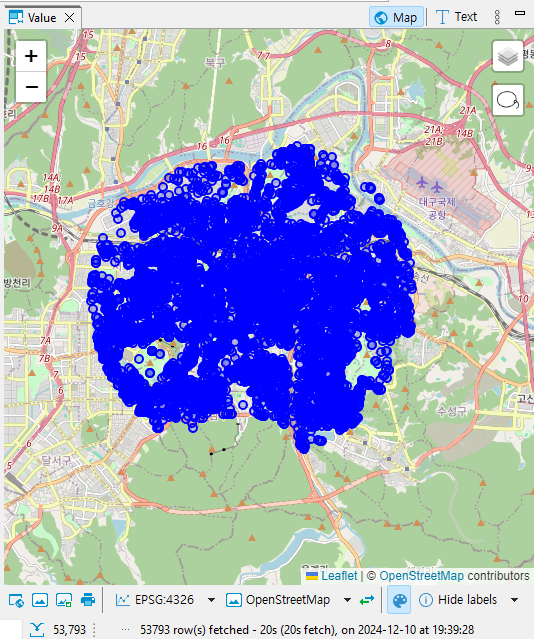 Value
Map
Text
+
−
15
북구
15
8
16
16
21A
21A,
21B
14B
14A,
14B
17B
17A
금호강
9A
대구국제
공항
방천리
10
7A
7B
7
고산
수성구
5
달서구
Leaflet | © OpenStreetMap contributors
EPSG:4326
OpenStreetMap
Hide labels
53,793
53793 row(s) fetched - 20s (20s fetch), on 2024-12-10 at 19:39:28